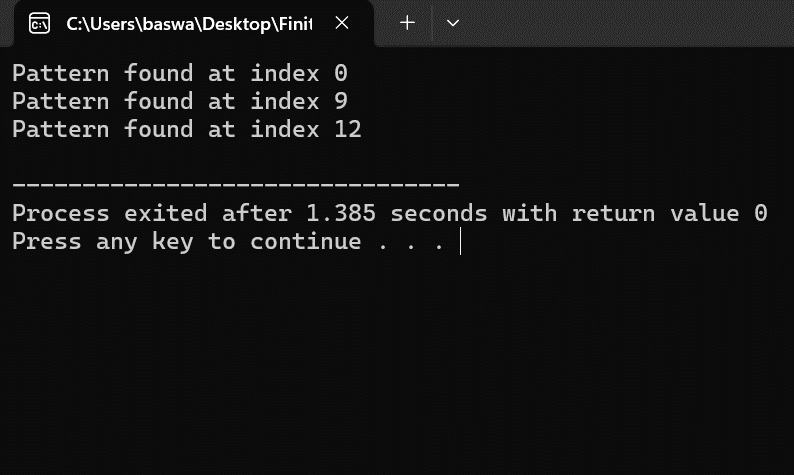 C:\Users\baswa\Desktop\Finit
Pattern found at index 0
Pattern found at index 9
Pattern found at index 12
--------------------------------
Process exited after 1.385 seconds with return value 0
Press any key to continue . . .